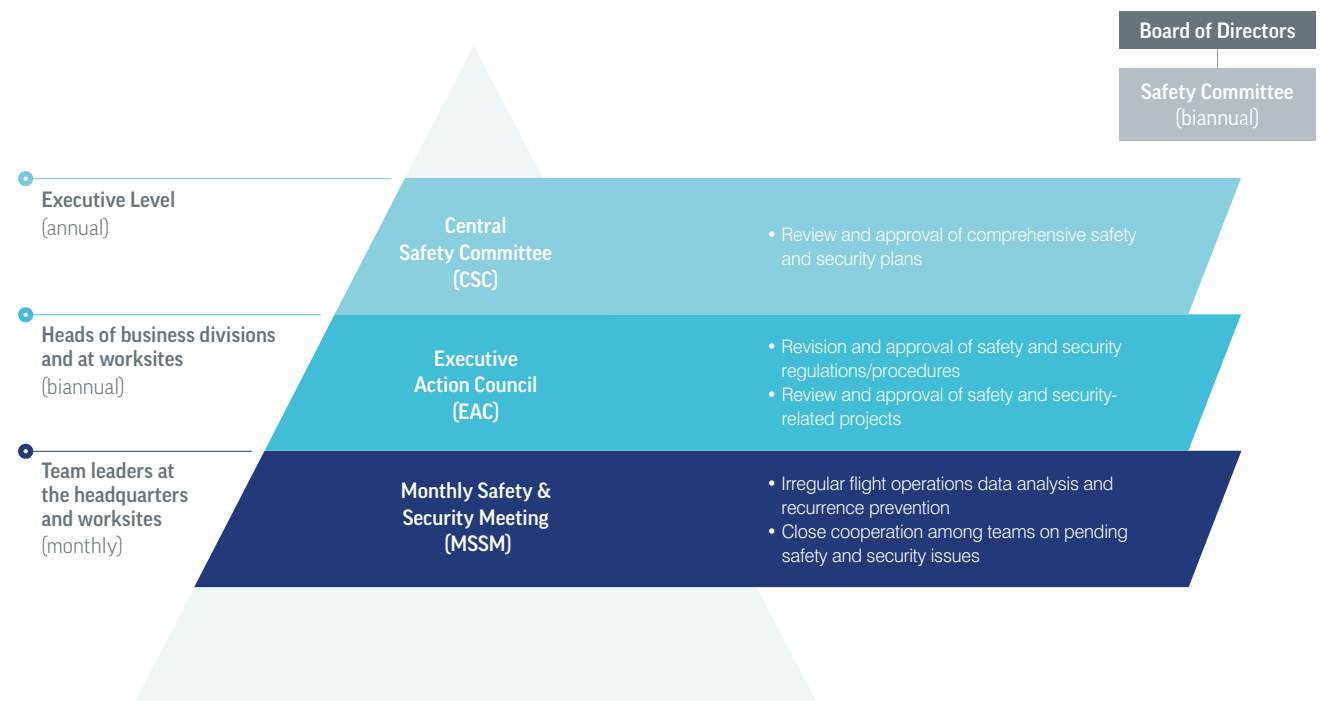 Board of Directors
Safety Committee
(biannual)
Executive Level
(annual)
Central
Safety Committee
(CSC)
• Review and approval of comprehensive safety
and security plans
Heads of business divisions
and at worksites
(biannual)
Executive
Action Council
(EAC)
• Revision and approval of safety and security
regulations/procedures
• Review and approval of safety and security-
related projects
Team leaders at
the headquarters
and worksites
(monthly)
Monthly Safety &
Security Meeting
(MSSM)
• Irregular flight operations data analysis and
recurrence prevention
• Close cooperation among teams on pending
safety and security issues